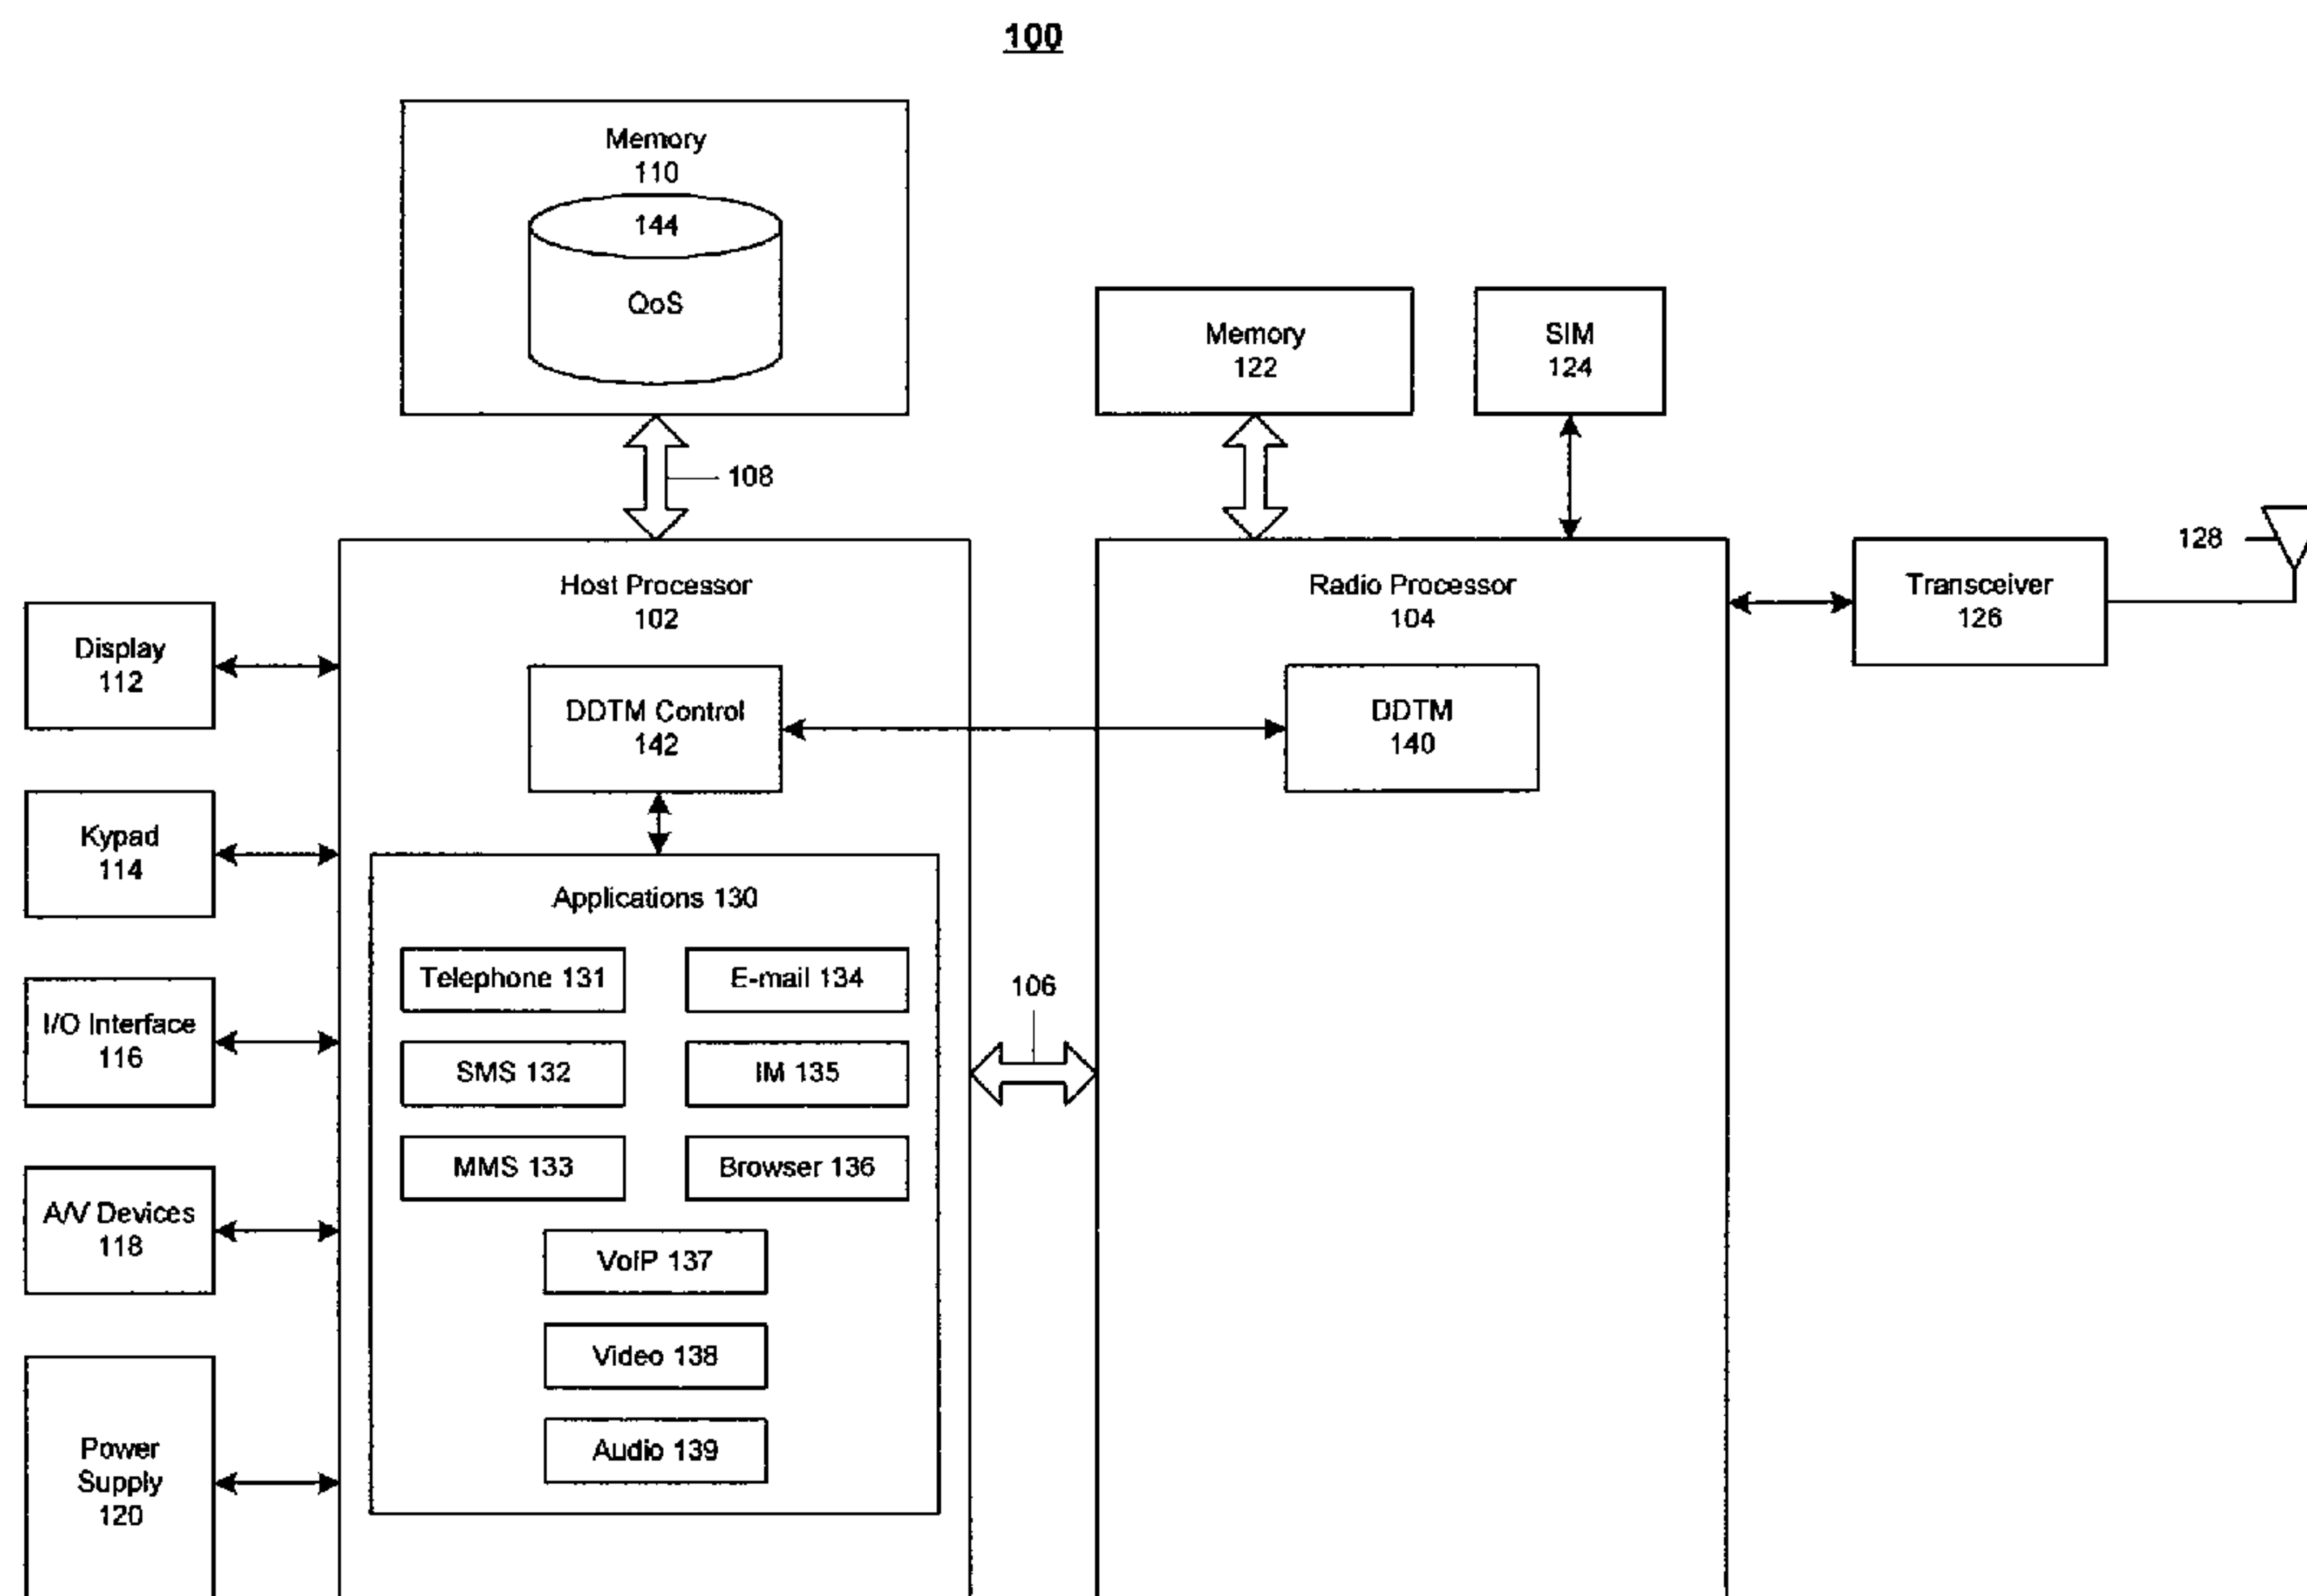 100
Memory
110
144
QoS
108
Memory
122
SIM
124
128
Host Processor
102
Radio Processor
104
Transceiver
126
Display
112
DDTM Control
142
DDTM
140
Kypad
114
Applications 130
Telephone 131
E-mail 134
106
I/O Interface
116
SMS 132
IM 135
MMS 133
Browser 136
A/V Devices
118
VoIP 137
Video 138
Audio 139
Power
Supply
120